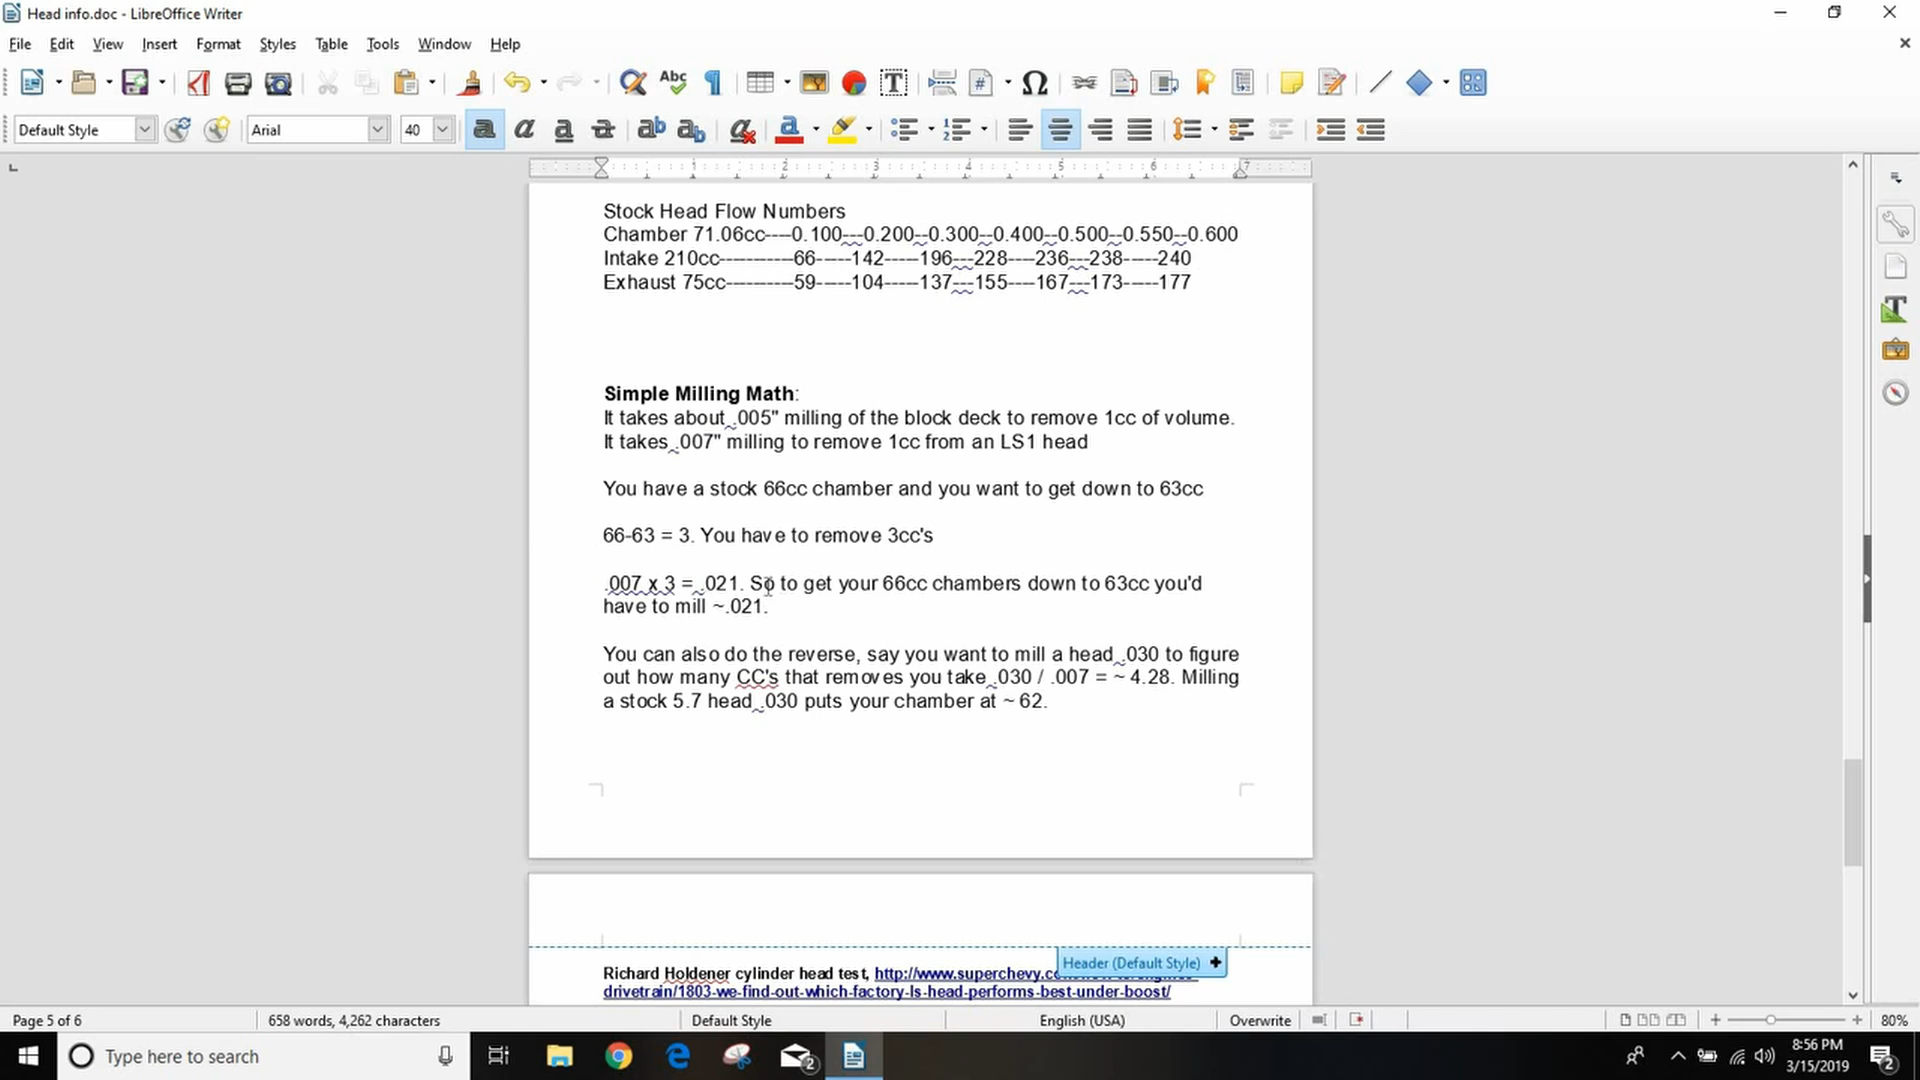 Head info.doc - LibreOffice Writer
File Edit View Insert Format Styles Table Tools Window Help
Default Style Arial 40
1 2 3 4 5 6 7
Stock Head Flow Numbers
Chamber 71.06cc----0.100---0.200--0.300--0.400--0.500--0.550--0.600
Intake 210cc-----------66-----142-----196---228----236---238-----240
Exhaust 75cc----------59-----104-----137---155----167---173-----177
Simple Milling Math:
It takes about .005" milling of the block deck to remove 1cc of volume.
It takes .007" milling to remove 1cc from an LS1 head
You have a stock 66cc chamber and you want to get down to 63cc
66-63 = 3. You have to remove 3cc's
.007 x 3 = .021. So to get your 66cc chambers down to 63cc you'd
have to mill ~.021.
You can also do the reverse, say you want to mill a head .030 to figure
out how many CC's that removes you take .030 / .007 = ~ 4.28. Milling
a stock 5.7 head .030 puts your chamber at ~ 62.
Header (Default Style)
Richard Holdener cylinder head test, http://www.superchevy.co
drivetrain/1803-we-find-out-which-factory-ls-head-performs-best-under-boost/
Page 5 of 6 658 words, 4,262 characters Default Style English (USA) Overwrite 80%
Type here to search 2 8:56 PM 2
3/15/2019